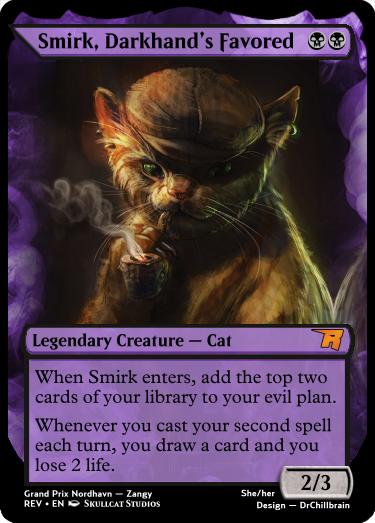 Smirk, Darkhand's Favored
Legendary Creature — Cat
When Smirk enters, add the top two
cards of your library to your evil plan.
Whenever you cast your second spell
each turn, you draw a card and you
lose 2 life.
2/3
Grand Prix Nordhavn — Zangy
She/her
REV • EN Skullcat Studios
Design — DrChillbrain